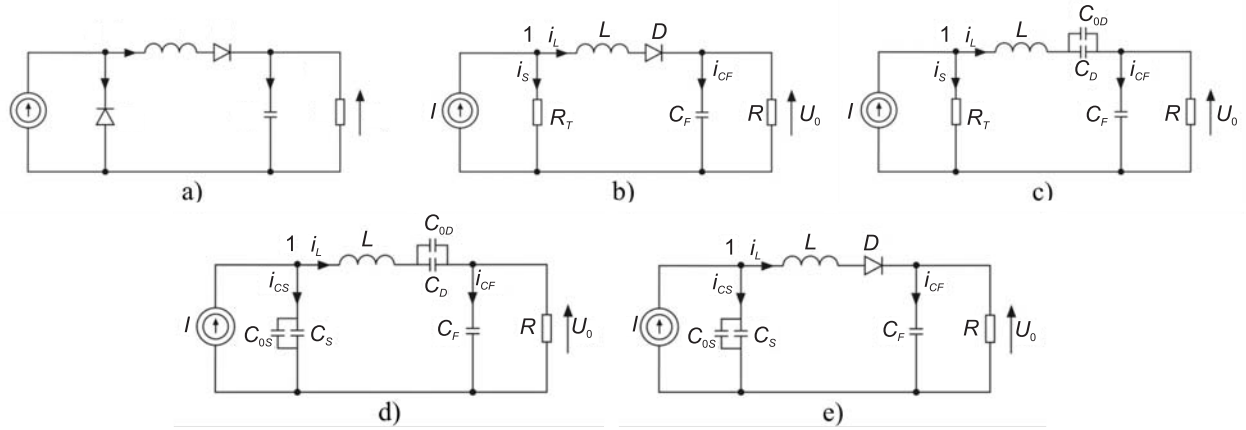 a)
I
1
i_L
L
D
i_S
R_T
i_CF
C_F
R
U_0
b)
I
1
i_L
L
C_0D
C_D
i_S
R_T
i_CF
C_F
R
U_0
c)
I
1
i_L
L
C_0D
C_D
i_CS
C_0S
C_S
i_CF
C_F
R
U_0
d)
I
1
i_L
L
D
i_CS
C_0S
C_S
i_CF
C_F
R
U_0
e)